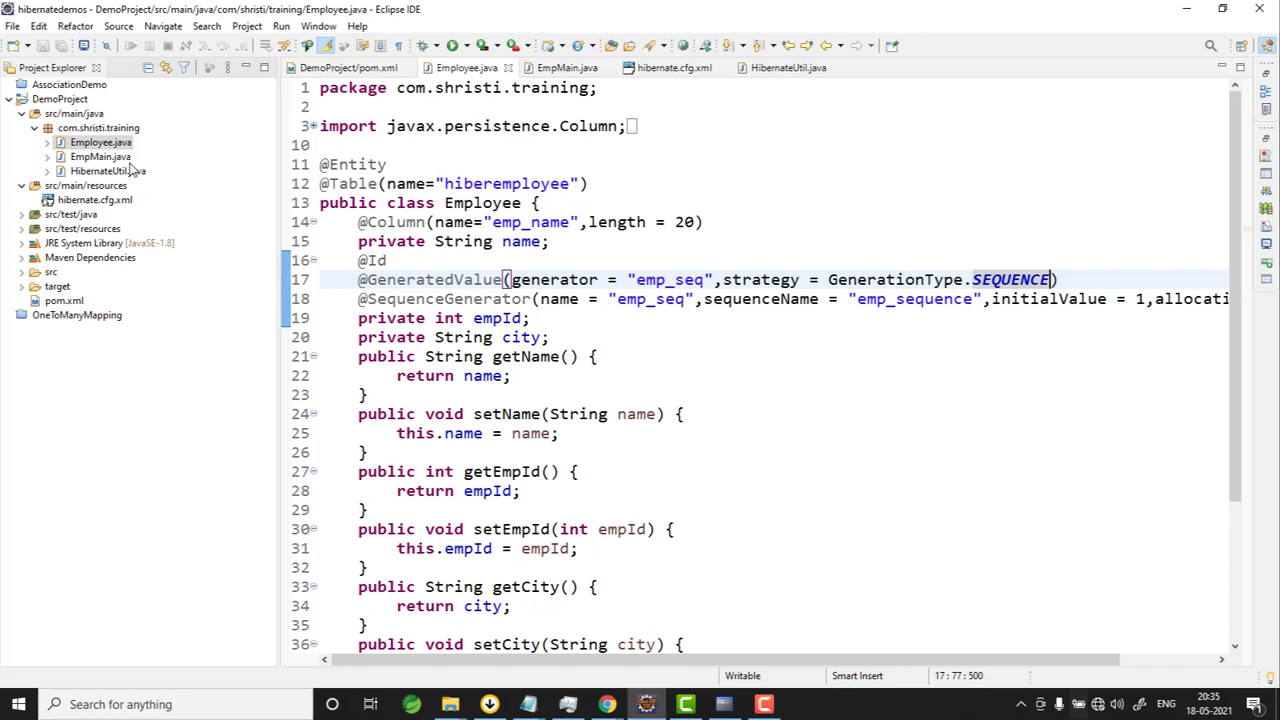 hibernatedemos - DemoProject/src/main/java/com/shristi/training/Employee.java - Eclipse IDE
File Edit Refactor Source Navigate Search Project Run Window Help
Project Explorer
DemoProject/pom.xml Employee.java EmpMain.java hibernate.cfg.xml HibernateUtil.java
AssociationDemo
DemoProject
src/main/java
com.shristi.training
Employee.java
EmpMain.java
src/main/resources
hibernate.cfg.xml
src/test/java
src/test/resources
JRE System Library [JavaSE-1.8]
Maven Dependencies
src
target
pom.xml
OneToManyMapping
1 package com.shristi.training;
2
3 import javax.persistence.Column;
10
11 @Entity
12 @Table(name="hiberemployee")
13 public class Employee {
14 @Column(name="emp_name",length = 20)
15 private String name;
16 @Id
17 @GeneratedValue(generator = "emp_seq",strategy = GenerationType.SEQUENCE)
18 @SequenceGenerator(name = "emp_seq",sequenceName = "emp_sequence",initialValue = 1,allocati
19 private int empId;
20 private String city;
21 public String getName() {
22 return name;
23 }
24 public void setName(String name) {
25 this.name = name;
26 }
27 public int getEmpId() {
28 return empId;
29 }
30 public void setEmpId(int empId) {
31 this.empId = empId;
32 }
33 public String getCity() {
34 return city;
35 }
36 public void setCity(String city) {
Writable Smart Insert 17 : 77 : 500
Type here to search
ENG
20:35
18-05-2021